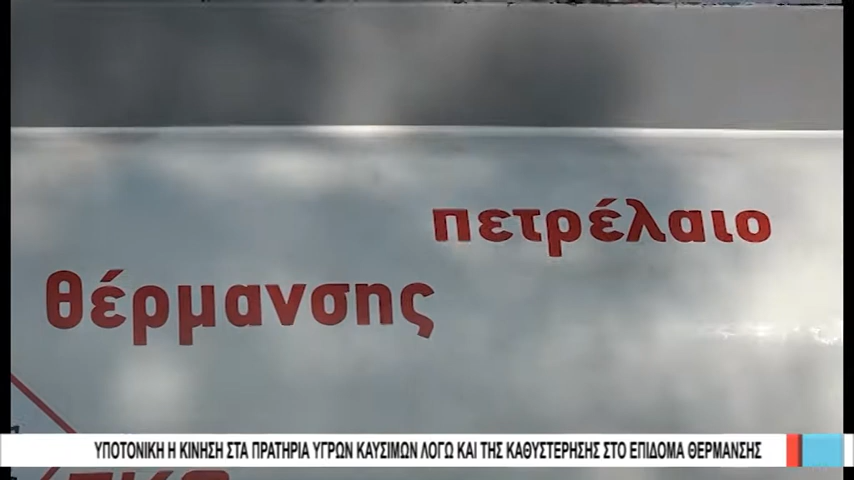 πετρέλαιο
θέρμανσης
ΥΠΟΤΟΝΙΚΗ Η ΚΙΝΗΣΗ ΣΤΑ ΠΡΑΤΗΡΙΑ ΥΓΡΩΝ ΚΑΥΣΙΜΩΝ ΛΟΓΩ ΚΑΙ ΤΗΣ ΚΑΘΥΣΤΕΡΗΣΗΣ ΣΤΟ ΕΠΙΔΟΜΑ ΘΕΡΜΑΝΣΗΣ